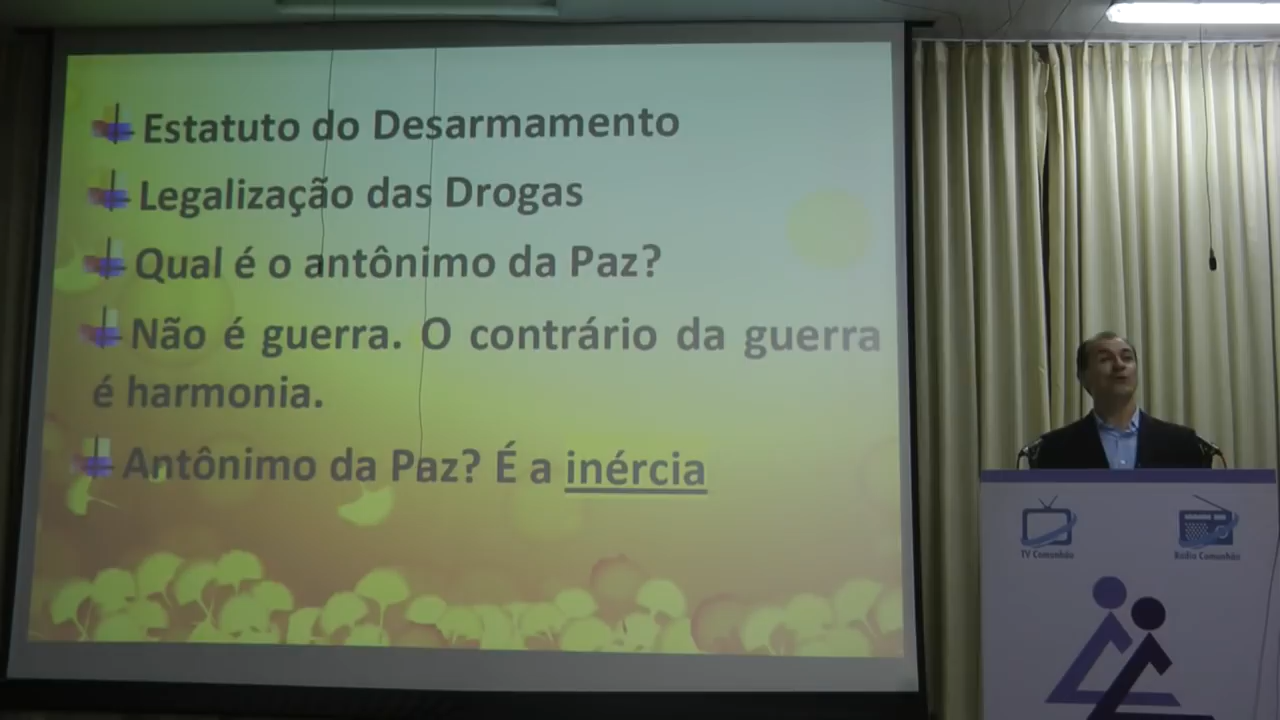 Estatuto do Desarmamento
Legalização das Drogas
Qual é o antônimo da Paz?
Não é guerra. O contrário da guerra
é harmonia.
Antônimo da Paz? É a inércia
TV Comunhão
Rádio Comunhão